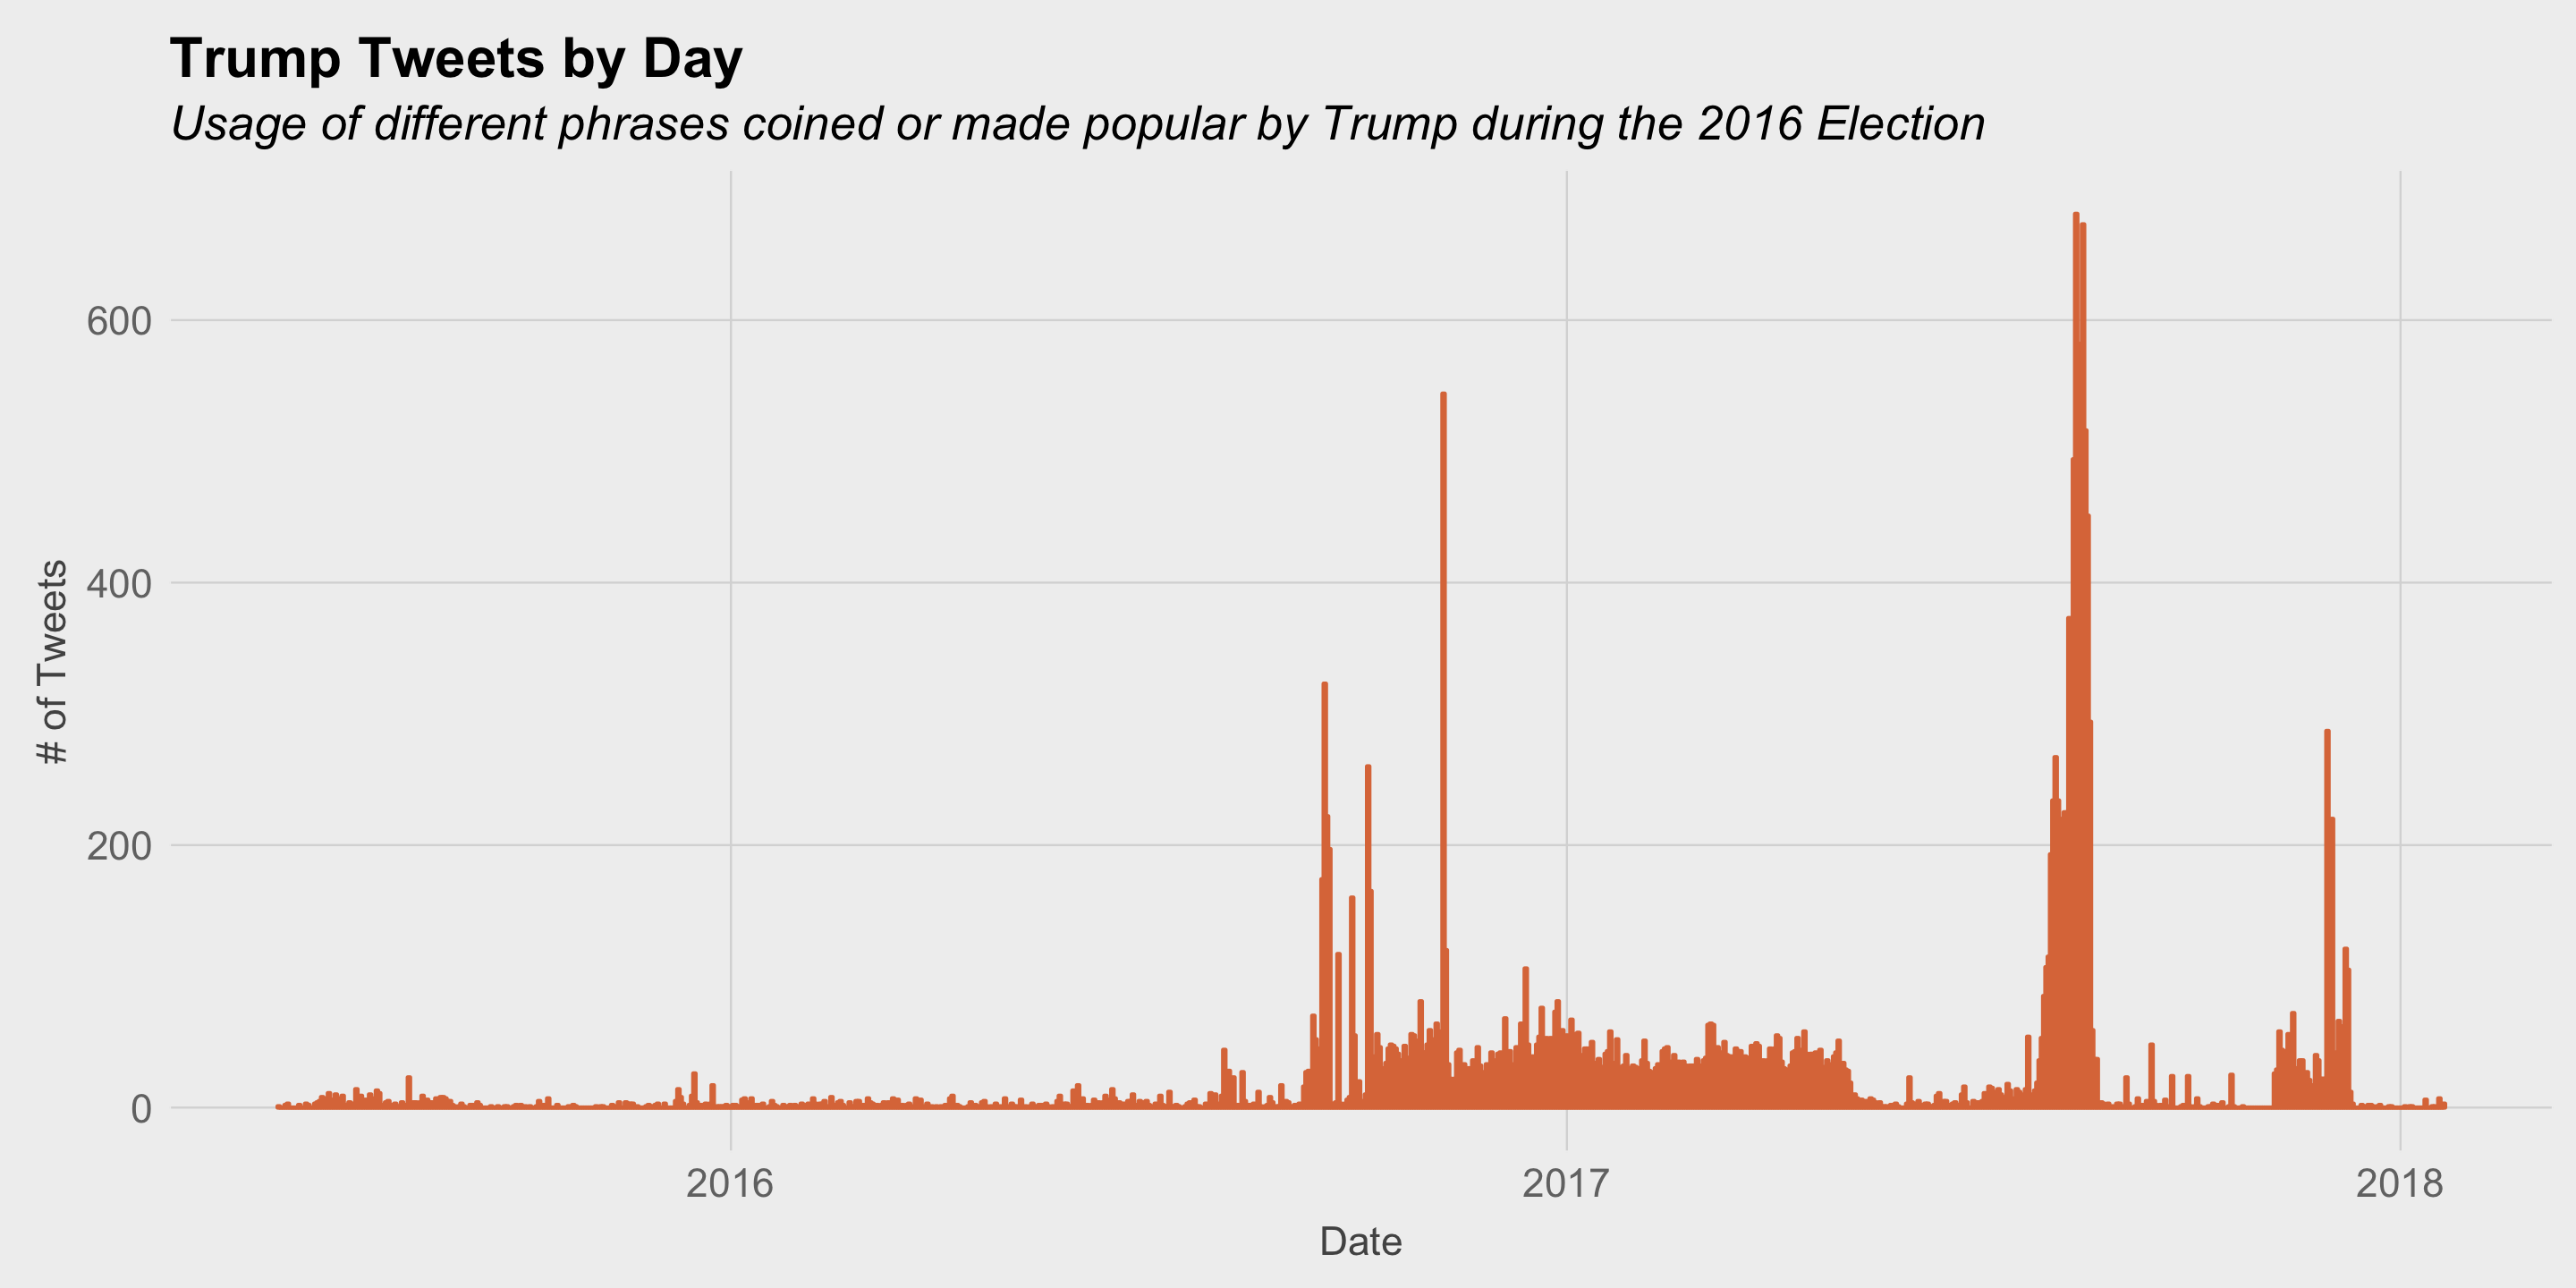 Trump Tweets by Day
Usage of different phrases coined or made popular by Trump during the 2016 Election
# of Tweets
600
400
200
0
2016
2017
2018
Date